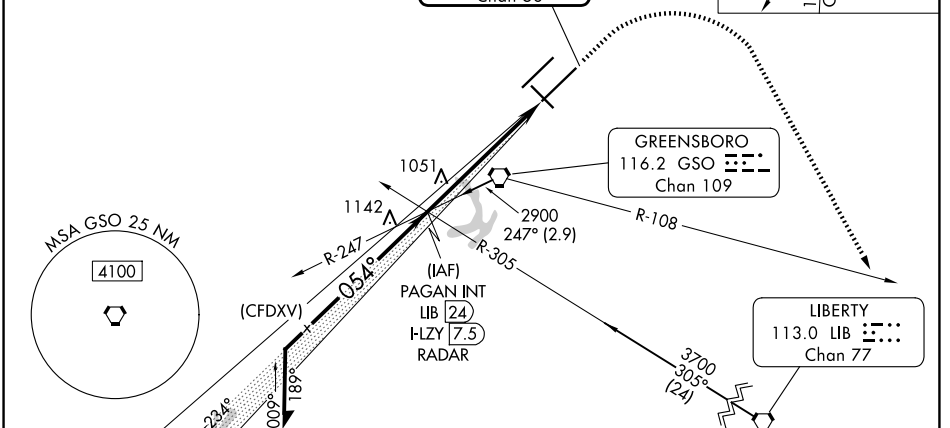 MSA GSO 25 NM
4100
1051
1142
GREENSBORO
116.2 GSO
Chan 109
2900
247° (2.9)
R-108
R-247
R-305
054°
(IAF)
PAGAN INT
LIB 24
I-LZY 7.5
RADAR
(CFDXV)
LIBERTY
113.0 LIB
Chan 77
3700
305°
(24)
189°
009°
234°